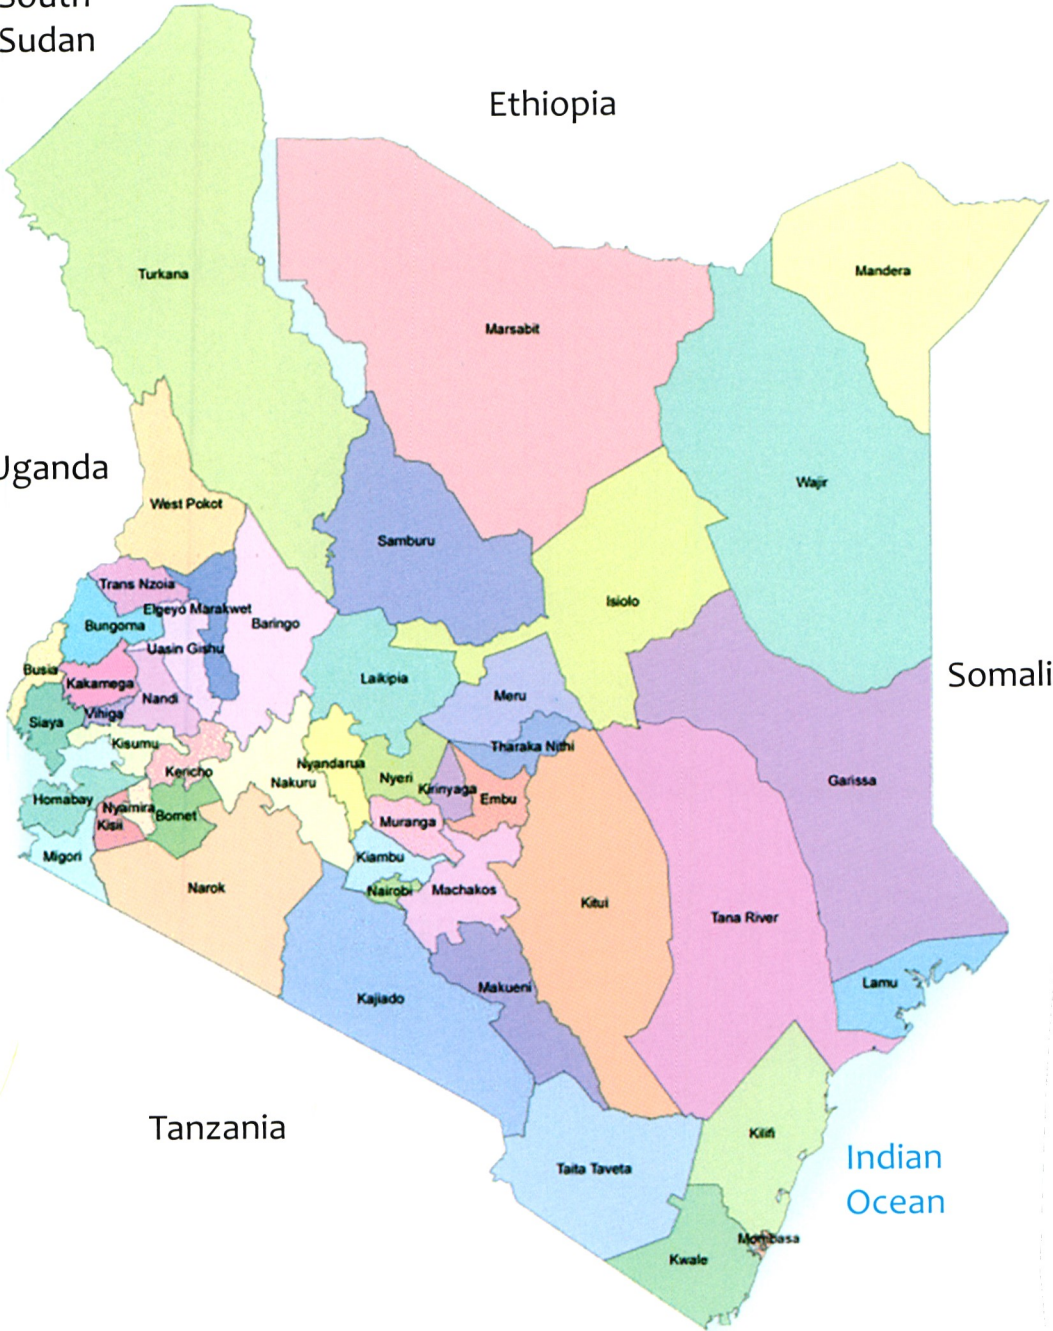 South
Sudan
Ethiopia
Turkana
Mandera
Marsabit
Uganda
Wajir
West Pokot
Samburu
Trans Nzoia
Isiolo
Elgeyo Marakwet
Bungoma
Baringo
Uasin Gishu
Busia
Kakamega
Laikipia
Somali
Nandi
Meru
Vihiga
Siaya
Kisumu
Tharaka Nithi
Nyandarua
Kericho
Nyeri
Nakuru
Kirinyaga
Garissa
Homabay
Embu
Nyamira
Bomet
Kisii
Muranga
Migori
Kiambu
Narok
Nairobi
Machakos
Kitui
Tana River
Lamu
Makueni
Kajiado
Tanzania
Kilifi
Indian
Ocean
Taita Taveta
Mombasa
Kwale